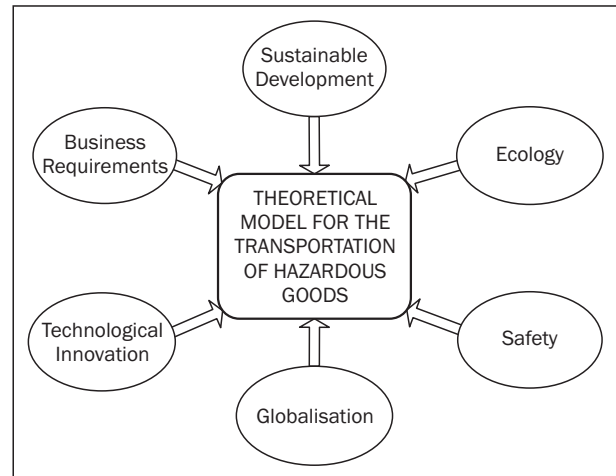 Sustainable
Development
Business
Requirements
Ecology
THEORETICAL
MODEL FOR THE
TRANSPORTATION
OF HAZARDOUS
GOODS
Technological
Innovation
Safety
Globalisation